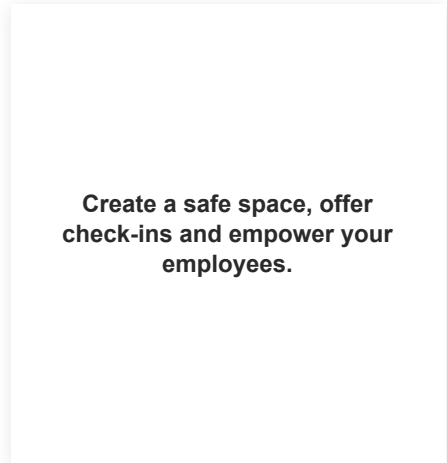 Create a safe space, offer
check-ins and empower your
employees.